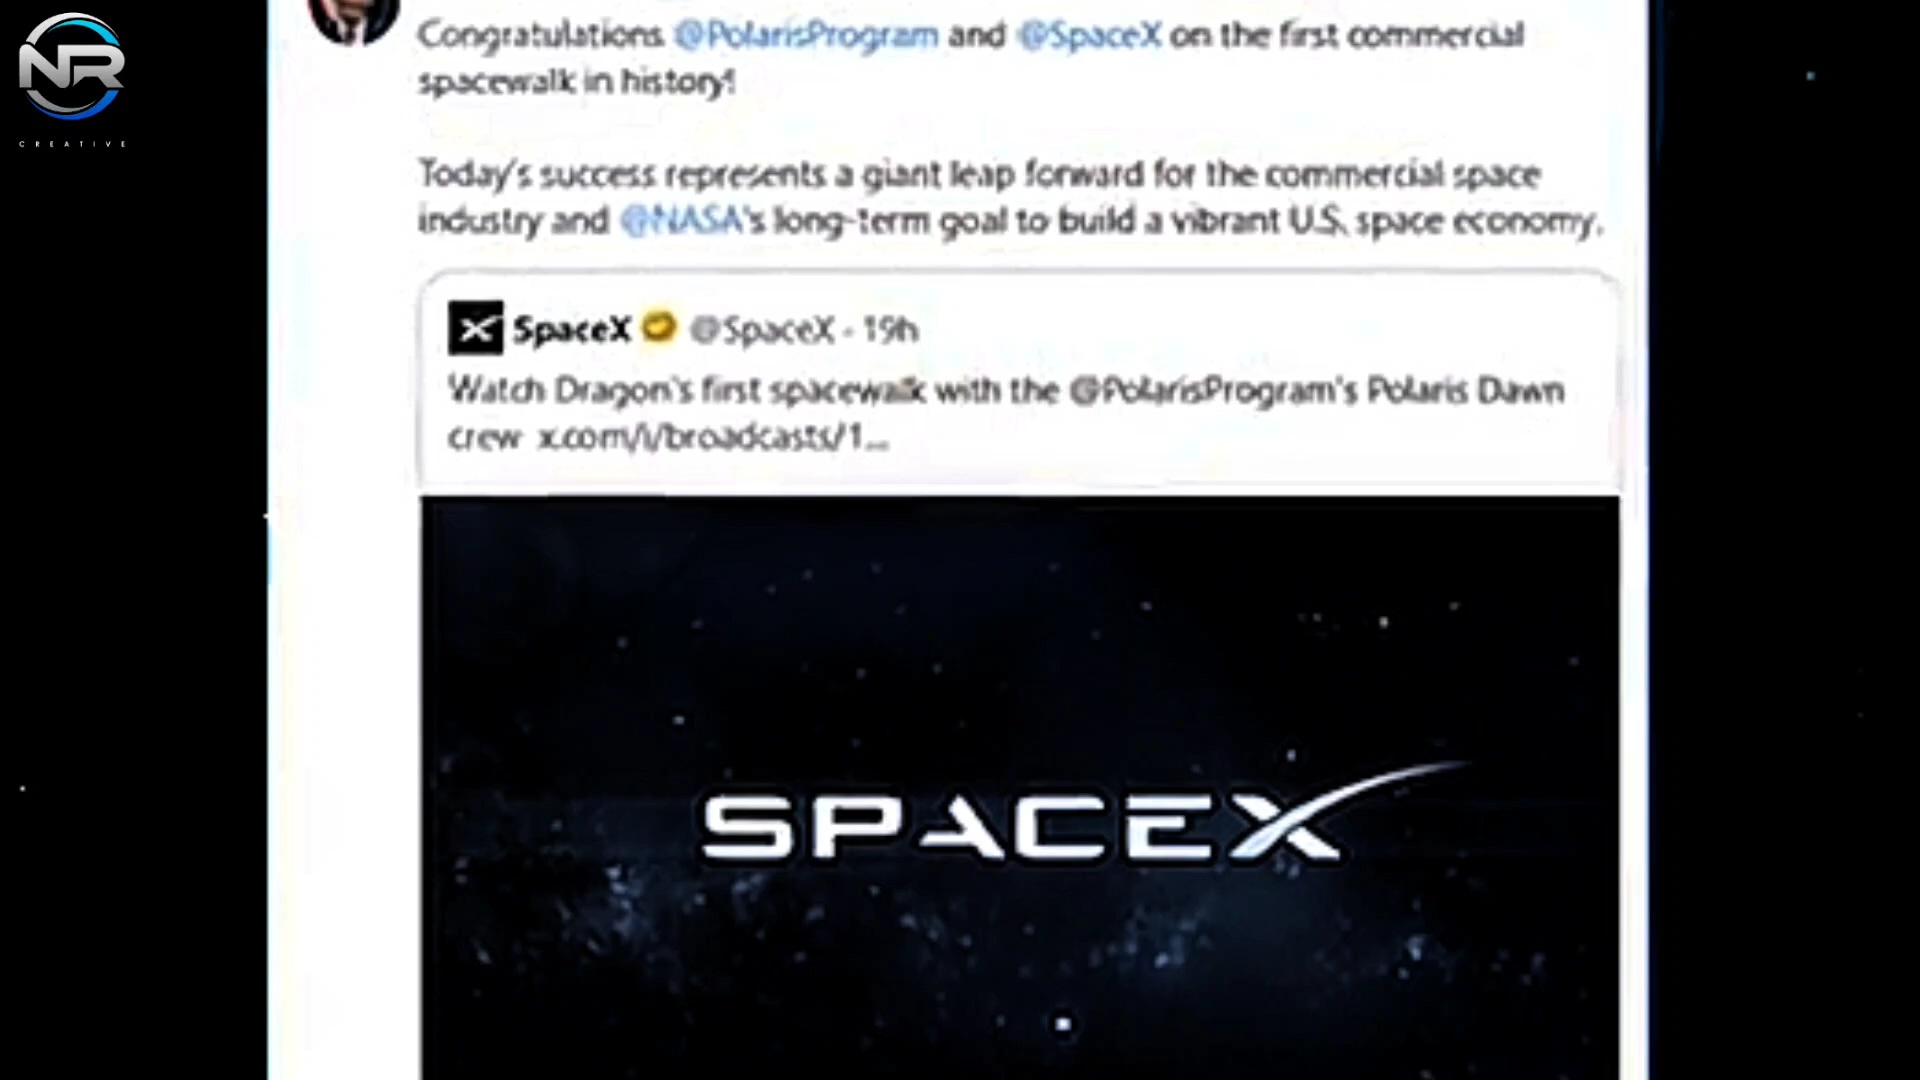 NR
CREATIVE
Congratulations @PolarisProgram and @SpaceX on the first commercial
spacewalk in history!
Today's success represents a giant leap forward for the commercial space
industry and @NASA's long-term goal to build a vibrant U.S. space economy.
SpaceX @SpaceX · 19h
Watch Dragon's first spacewalk with the @PolarisProgram's Polaris Dawn
crew x.com/i/broadcasts/1...
SPACEX